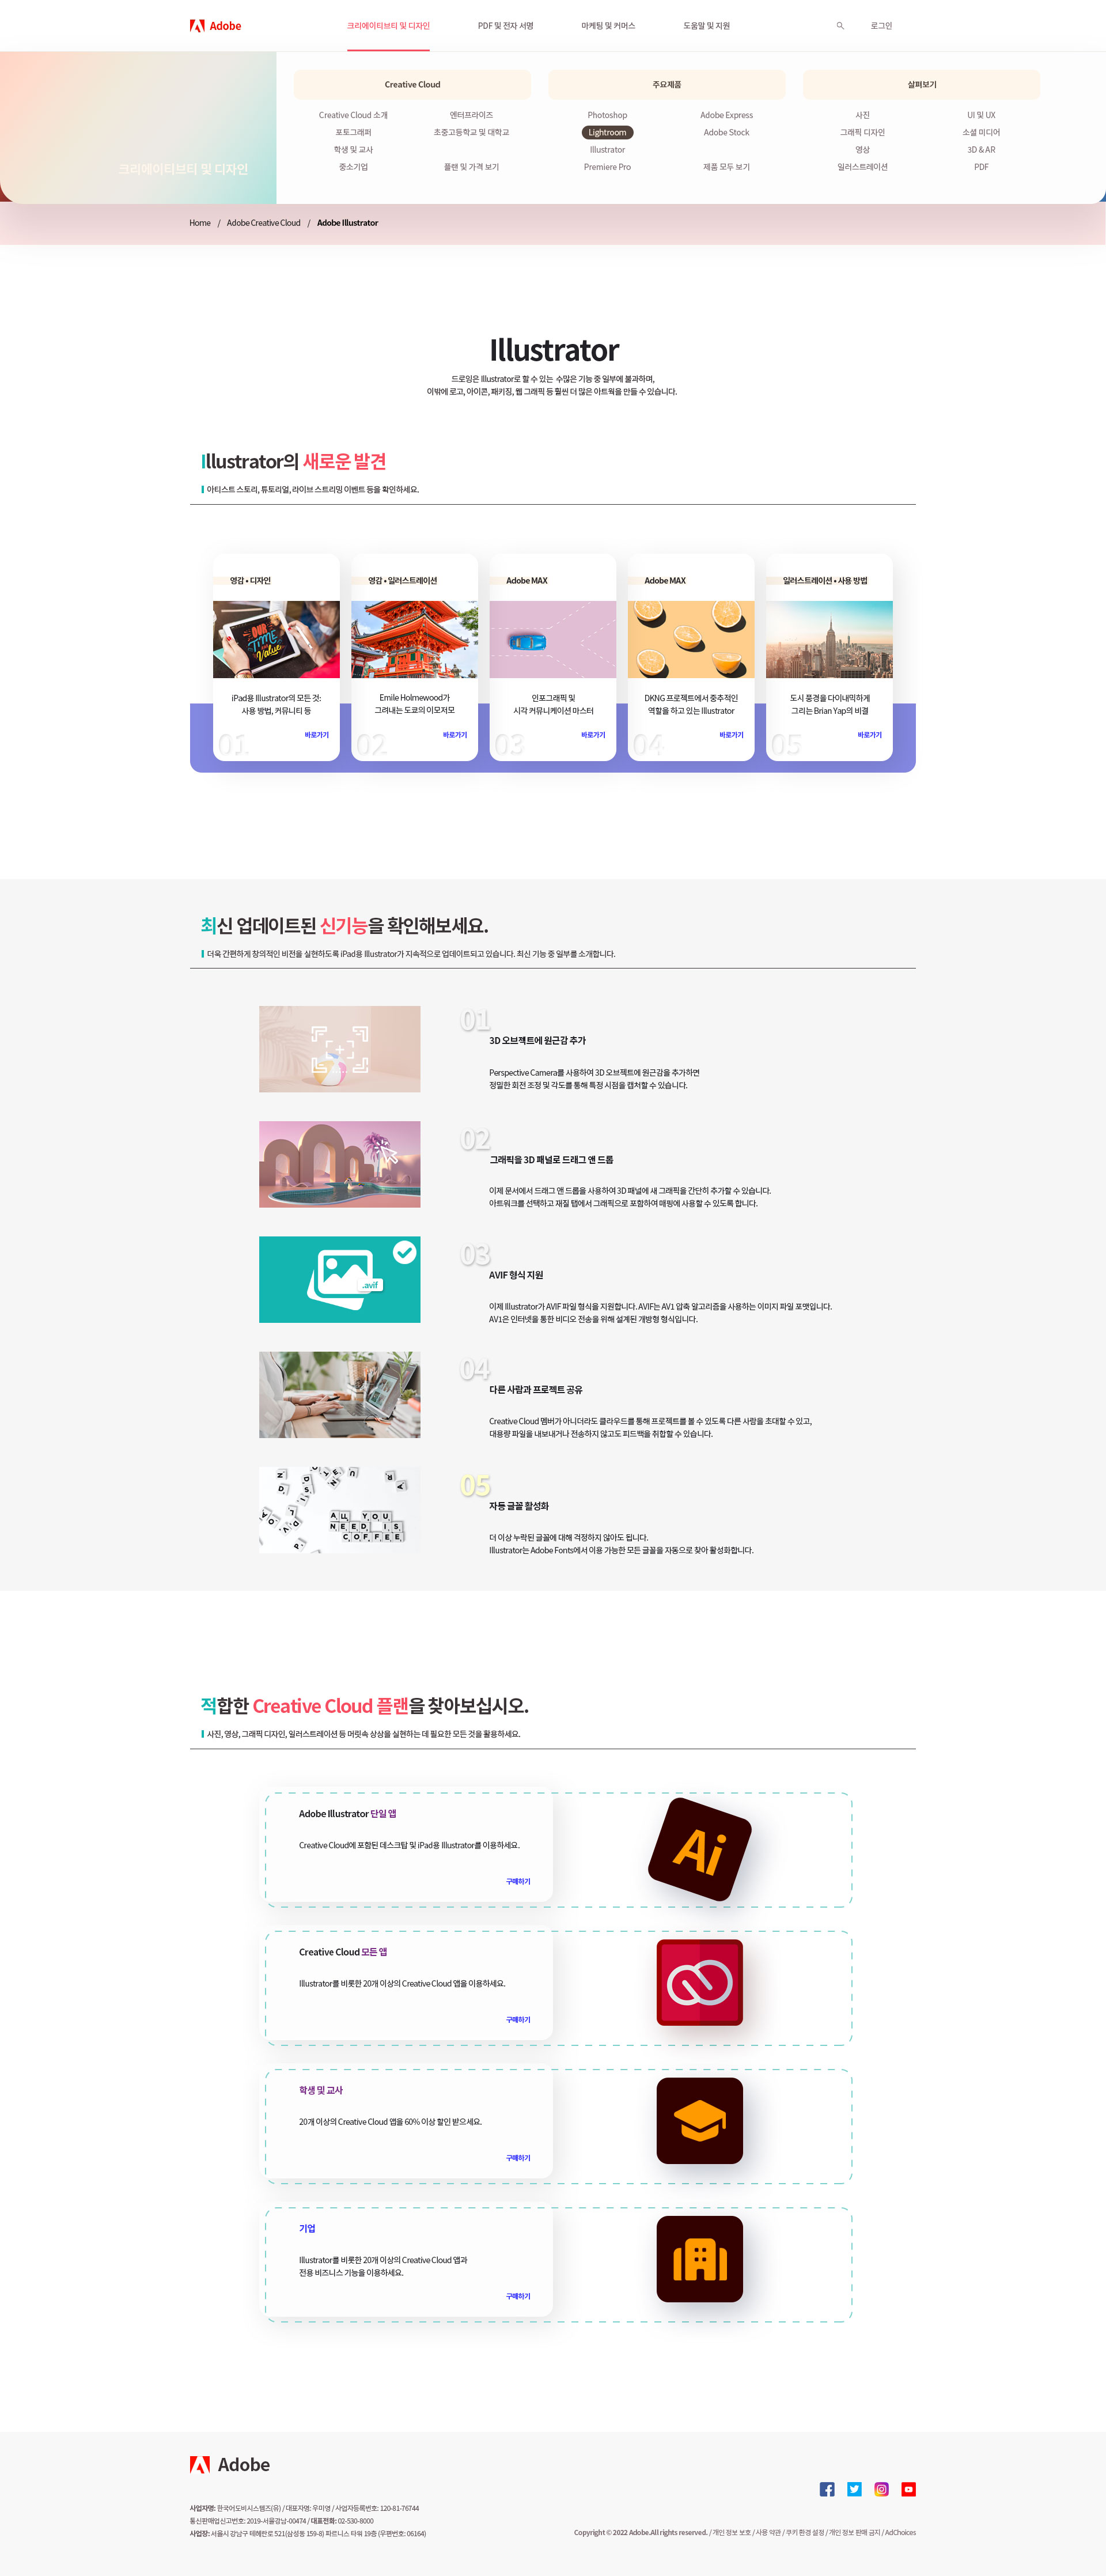 Adobe
크리에이티브티 및 디자인
PDF 및 전자 서명
마케팅 및 커머스
도움말 및 지원
로그인
크리에이티브티 및 디자인
Creative Cloud
Creative Cloud 소개
엔터프라이즈
포토그래퍼
초중고등학교 및 대학교
학생 및 교사
중소기업
플랜 및 가격 보기
주요제품
Photoshop
Adobe Express
Lightroom
Adobe Stock
Illustrator
Premiere Pro
제품 모두 보기
살펴보기
사진
UI 및 UX
그래픽 디자인
소셜 미디어
영상
3D & AR
일러스트레이션
PDF
Home / Adobe Creative Cloud / Adobe Illustrator
Illustrator
드로잉은 Illustrator로 할 수 있는 수많은 기능 중 일부에 불과하며,
이밖에 로고, 아이콘, 패키징, 웹 그래픽 등 훨씬 더 많은 아트웍을 만들 수 있습니다.
Illustrator의 새로운 발견
아티스트 스토리, 튜토리얼, 라이브 스트리밍 이벤트 등을 확인하세요.
영감 • 디자인
OUR TIME Value
iPad용 Illustrator의 모든 것:
사용 방법, 커뮤니티 등
01
바로가기
영감 • 일러스트레이션
Emile Holmewood가
그려내는 도쿄의 이모저모
02
바로가기
Adobe MAX
인포그래픽 및
시각 커뮤니케이션 마스터
03
바로가기
Adobe MAX
DKNG 프로젝트에서 중추적인
역할을 하고 있는 Illustrator
04
바로가기
일러스트레이션 • 사용 방법
도시 풍경을 다이내믹하게
그리는 Brian Yap의 비결
05
바로가기
최신 업데이트된 신기능을 확인해보세요.
더욱 간편하게 창의적인 비전을 실현하도록 iPad용 Illustrator가 지속적으로 업데이트되고 있습니다. 최신 기능 중 일부를 소개합니다.
01
3D 오브젝트에 원근감 추가
Perspective Camera를 사용하여 3D 오브젝트에 원근감을 추가하면
정밀한 회전 조정 및 각도를 통해 특정 시점을 캡처할 수 있습니다.
02
그래픽을 3D 패널로 드래그 앤 드롭
이제 문서에서 드래그 앤 드롭을 사용하여 3D 패널에 새 그래픽을 간단히 추가할 수 있습니다.
아트워크를 선택하고 재질 탭에서 그래픽으로 포함하여 매핑에 사용할 수 있도록 합니다.
.avif
03
AVIF 형식 지원
이제 Illustrator가 AVIF 파일 형식을 지원합니다. AVIF는 AV1 압축 알고리즘을 사용하는 이미지 파일 포맷입니다.
AV1은 인터넷을 통한 비디오 전송을 위해 설계된 개방형 형식입니다.
04
다른 사람과 프로젝트 공유
Creative Cloud 멤버가 아니더라도 클라우드를 통해 프로젝트를 볼 수 있도록 다른 사람을 초대할 수 있고,
대용량 파일을 내보내거나 전송하지 않고도 피드백을 취합할 수 있습니다.
ALL YOU
NEED IS
COFFEE
05
자동 글꼴 활성화
더 이상 누락된 글꼴에 대해 걱정하지 않아도 됩니다.
Illustrator는 Adobe Fonts에서 이용 가능한 모든 글꼴을 자동으로 찾아 활성화합니다.
적합한 Creative Cloud 플랜을 찾아보십시오.
사진, 영상, 그래픽 디자인, 일러스트레이션 등 머릿속 상상을 실현하는 데 필요한 모든 것을 활용하세요.
Adobe Illustrator 단일 앱
Creative Cloud에 포함된 데스크탑 및 iPad용 Illustrator를 이용하세요.
구매하기
Ai
Creative Cloud 모든 앱
Illustrator를 비롯한 20개 이상의 Creative Cloud 앱을 이용하세요.
구매하기
학생 및 교사
20개 이상의 Creative Cloud 앱을 60% 이상 할인 받으세요.
구매하기
기업
Illustrator를 비롯한 20개 이상의 Creative Cloud 앱과
전용 비즈니스 기능을 이용하세요.
구매하기
Adobe
사업자명: 한국어도비시스템즈(유) / 대표자명: 우미영 / 사업자등록번호: 120-81-76744
통신판매업신고번호: 2019-서울강남-00474 / 대표전화: 02-530-8000
사업장: 서울시 강남구 테헤란로 521(삼성동 159-8) 파르나스 타워 19층 (우편번호: 06164)
Copyright © 2022 Adobe.All rights reserved. / 개인 정보 보호 / 사용 약관 / 쿠키 환경 설정 / 개인 정보 판매 금지 / AdChoices